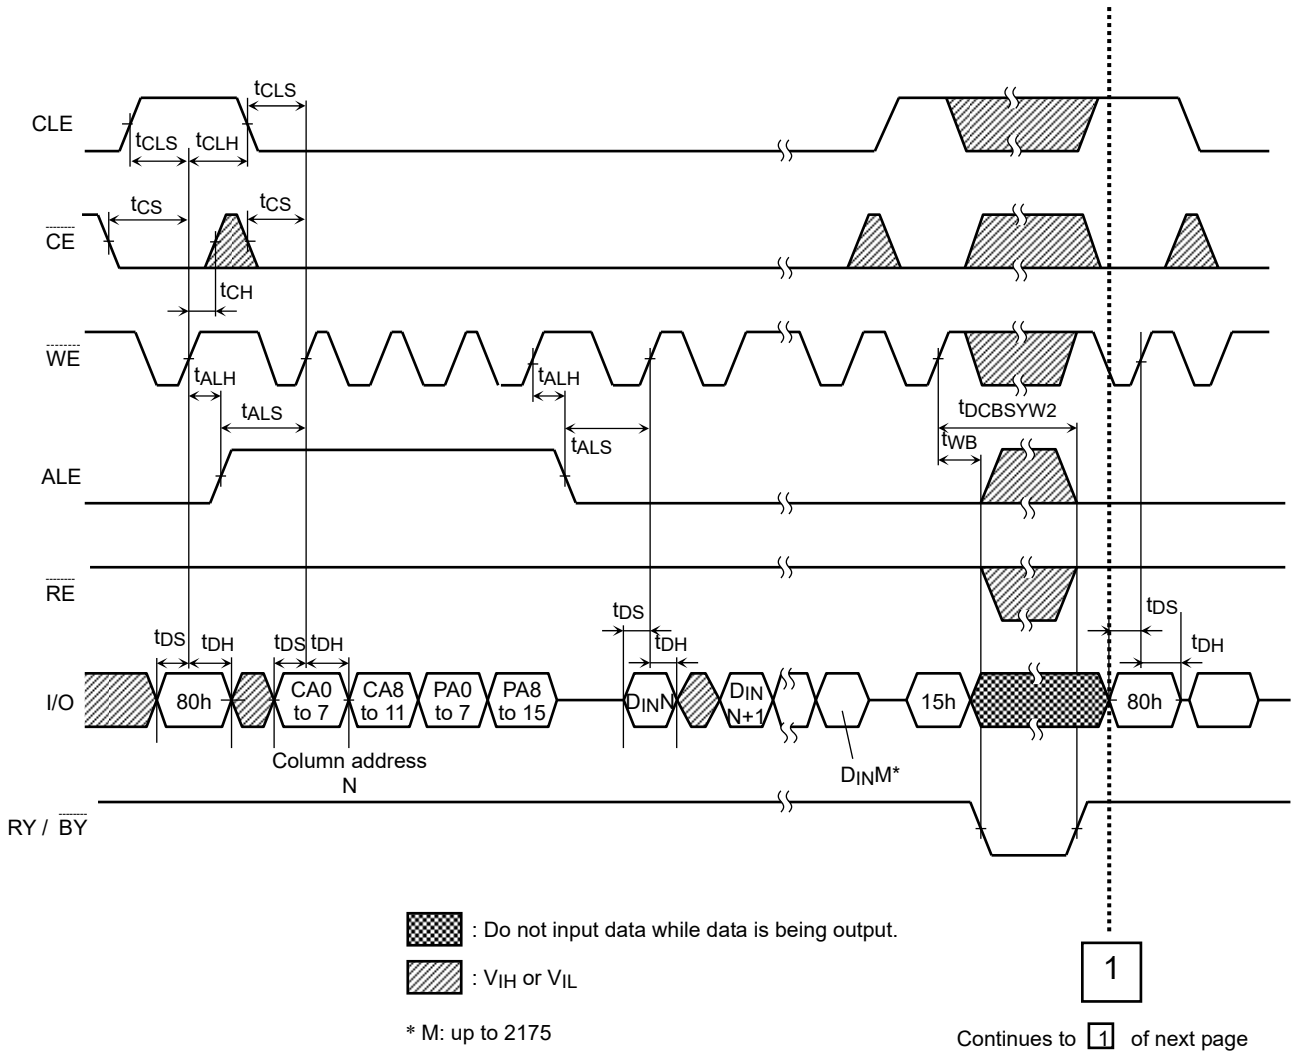 tCLS
CLE
tCLS
tCLH
tCS
tCS
CE
tCH
WE
tALH
tALH
tALS
tALS
tDCBSYW2
tWB
ALE
RE
tDS
tDH
tDS
tDH
tDS
tDH
tDS
tDH
I/O
80h
CA0 to 7
CA8 to 11
PA0 to 7
PA8 to 15
DINN
DIN N+1
15h
80h
Column address
N
DINM*
RY / BY
: Do not input data while data is being output.
: VIH or VIL
* M: up to 2175
1
Continues to 1 of next page